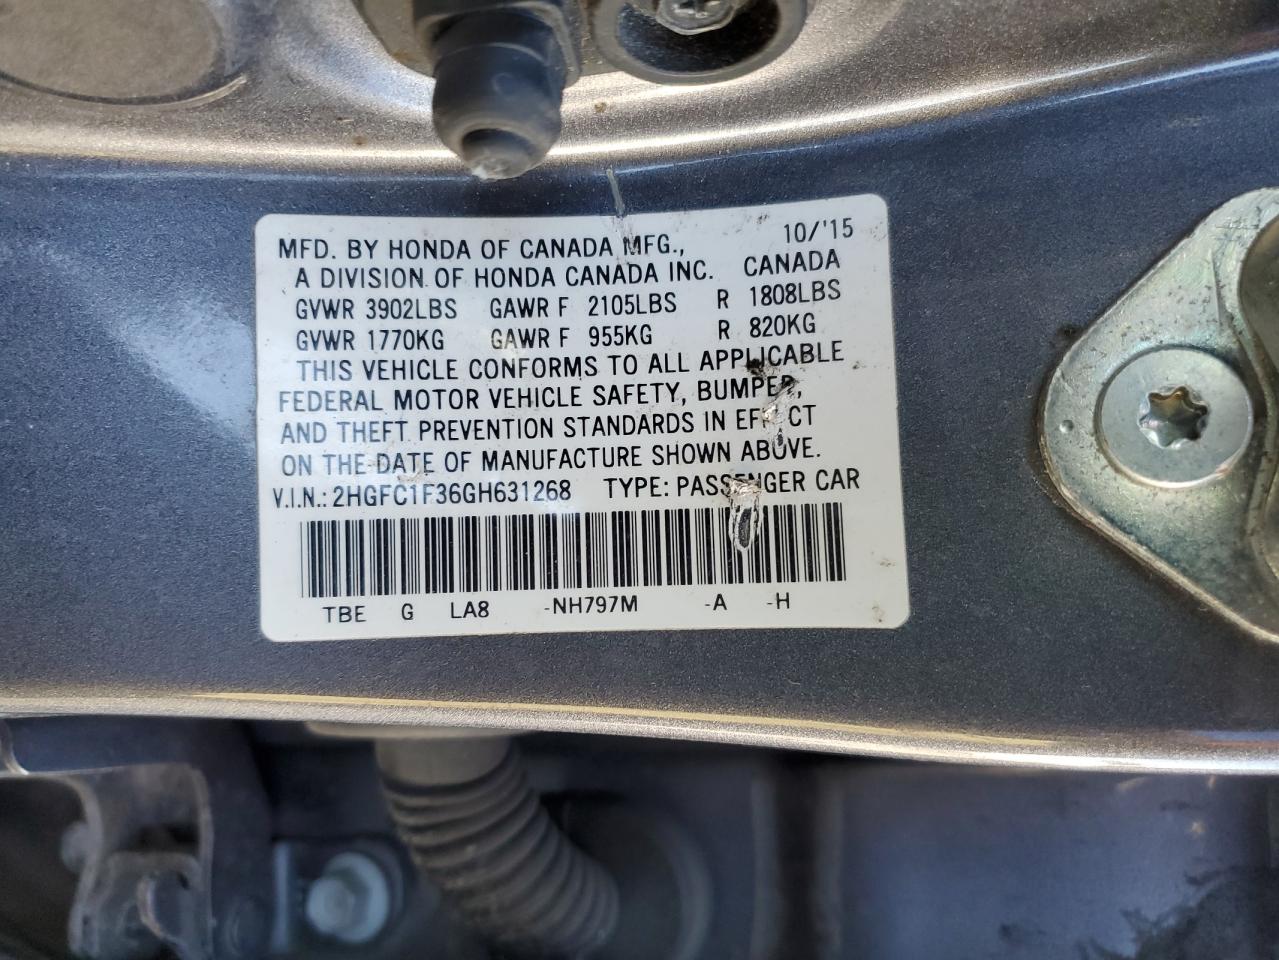 MFD. BY HONDA OF CANADA MFG., 10/'15
A DIVISION OF HONDA CANADA INC. CANADA
GVWR 3902LBS GAWR F 2105LBS R 1808LBS
GVWR 1770KG GAWR F 955KG R 820KG
THIS VEHICLE CONFORMS TO ALL APPLICABLE
FEDERAL MOTOR VEHICLE SAFETY, BUMPER,
AND THEFT PREVENTION STANDARDS IN EFFECT
ON THE DATE OF MANUFACTURE SHOWN ABOVE.
V.I.N.: 2HGFC1F36GH631268 TYPE: PASSENGER CAR
TBE G LA8 -NH797M -A -H